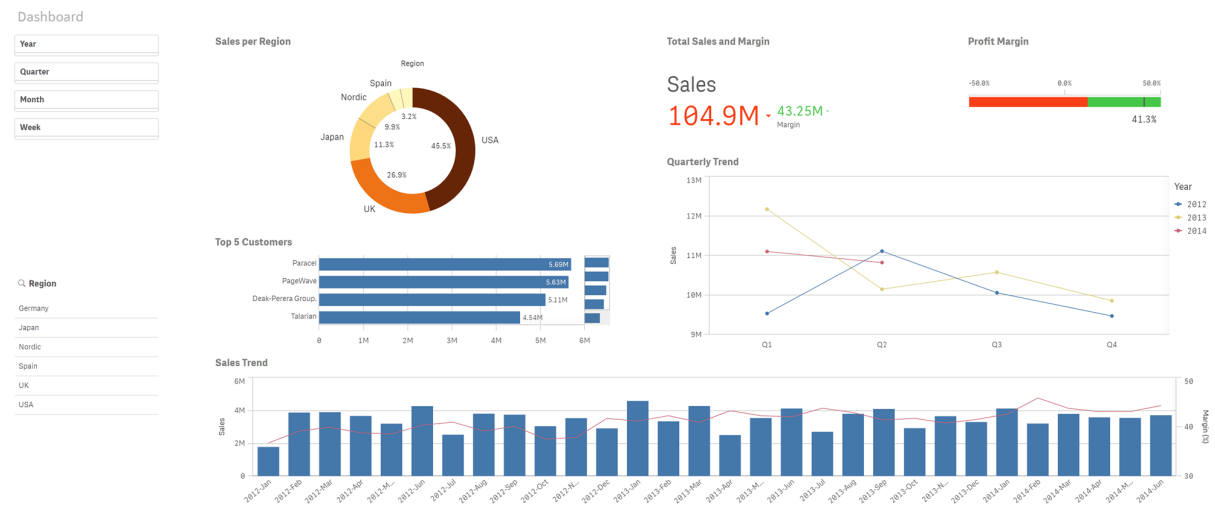 Dashboard
Year
Quarter
Month
Week
Region
Germany
Japan
Nordic
Spain
UK
USA
Sales per Region
Region
Spain
Nordic
Japan
UK
USA
3.2%
9.9%
11.3%
26.9%
45.5%
Top 5 Customers
Paracel 5.69M
PageWave 5.63M
Deak-Perera Group. 5.11M
Talarian 4.54M
0 1M 2M 3M 4M 5M 6M
Total Sales and Margin
Sales
104.9M
43.25M
Margin
Profit Margin
-50.0% 0.0% 50.0%
41.3%
Quarterly Trend
13M
12M
11M
10M
9M
Sales
Q1 Q2 Q3 Q4
Year
2012
2013
2014
Sales Trend
6M
4M
2M
0
Sales
50
40
30
Margin (%)
2012-Jan 2012-Feb 2012-Mar 2012-Apr 2012-M... 2012-Jun 2012-Jul 2012-Aug 2012-Sep 2012-Oct 2012-N... 2012-Dec 2013-Jan 2013-Feb 2013-Mar 2013-Apr 2013-M... 2013-Jun 2013-Jul 2013-Aug 2013-Sep 2013-Oct 2013-N... 2013-Dec 2014-Jan 2014-Feb 2014-Mar 2014-Apr 2014-M... 2014-Jun